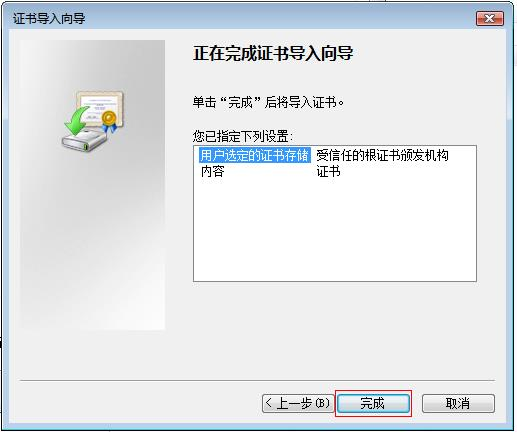 证书导入向导
正在完成证书导入向导
单击“完成”后将导入证书。
您已指定下列设置:
用户选定的证书存储 受信任的根证书颁发机构
内容 证书
< 上一步(B) 完成 取消